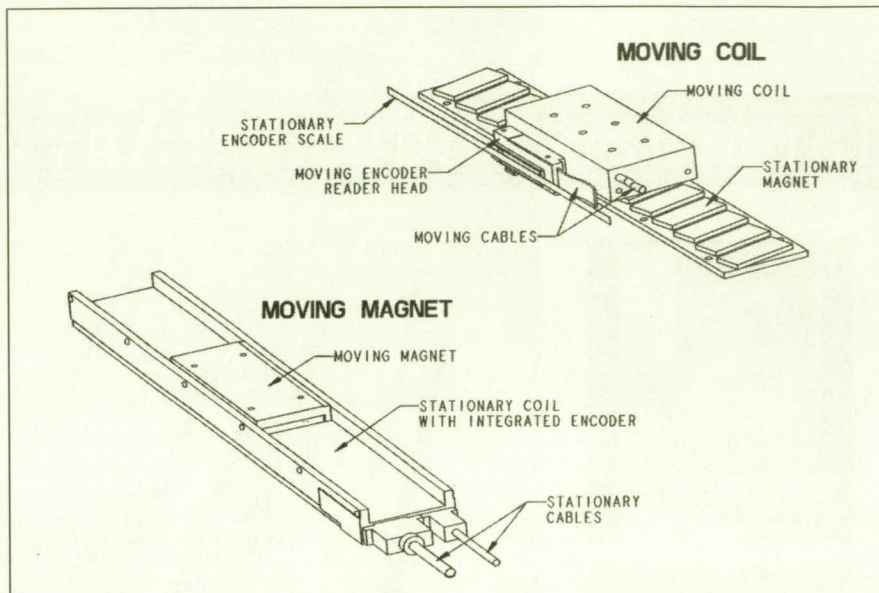 MOVING COIL
MOVING COIL
STATIONARY
ENCODER SCALE
MOVING ENCODER
READER HEAD
STATIONARY
MAGNET
MOVING CABLES
MOVING MAGNET
MOVING MAGNET
STATIONARY COIL
WITH INTEGRATED ENCODER
STATIONARY
CABLES